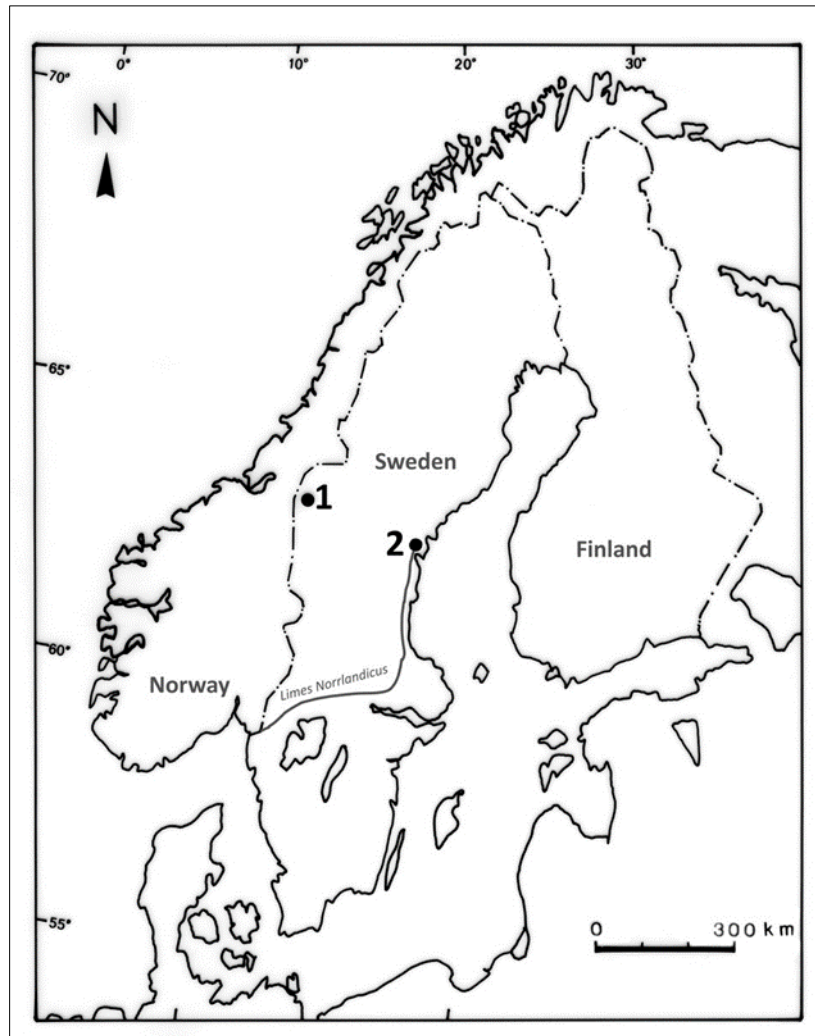 0° 10° 20° 30°
70°
N
65°
Sweden
1
2
Finland
60°
Limes Norrlandicus
Norway
55°
0 300 km